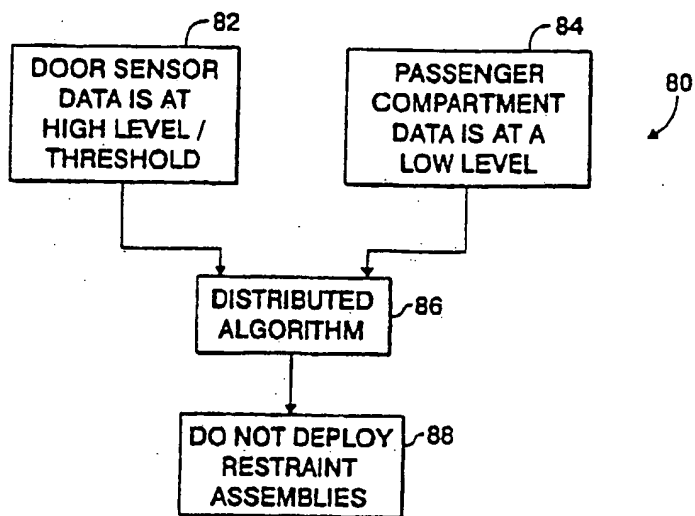 82
DOOR SENSOR
DATA IS AT
HIGH LEVEL /
THRESHOLD
84
PASSENGER
COMPARTMENT
DATA IS AT A
LOW LEVEL
80
DISTRIBUTED
ALGORITHM
86
DO NOT DEPLOY
RESTRAINT
ASSEMBLIES
88